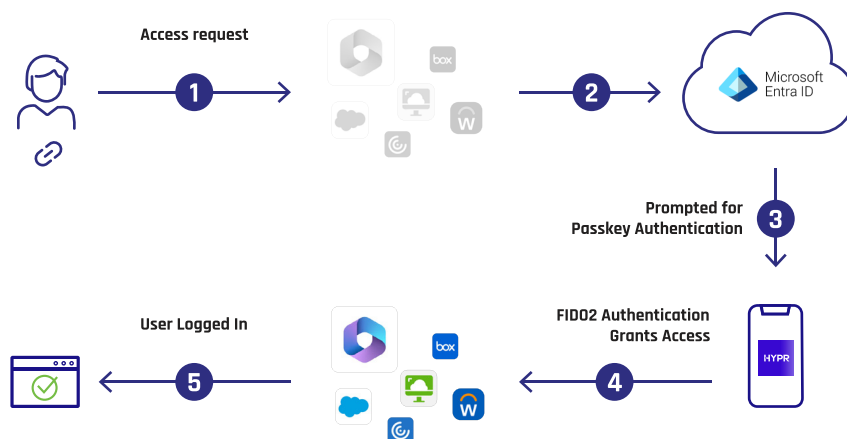 Access request
1
box
W
2
Microsoft
Entra ID
Prompted for
Passkey Authentication
3
User Logged In
5
box
W
FIDO2 Authentication
Grants Access
4
HYPR